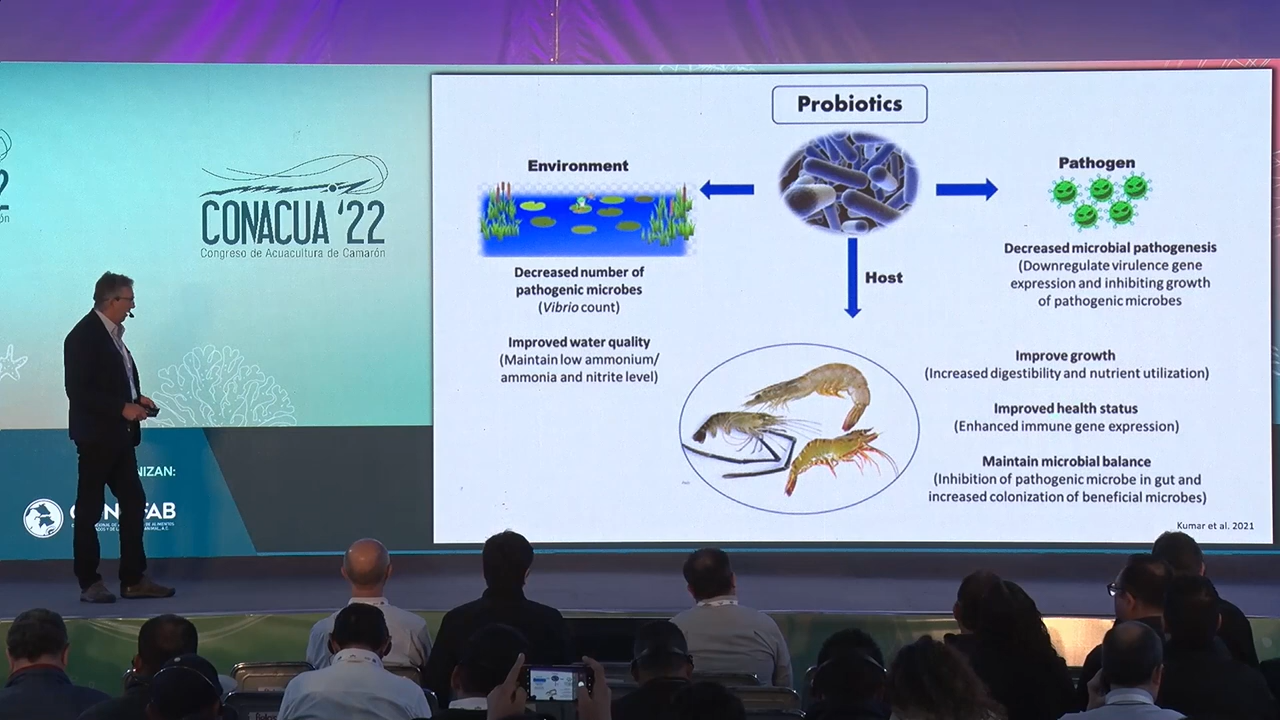 CONACUA '22
Congreso de Acuacultura de Camarón
NIZAN:
Probiotics
Environment
Decreased number of
pathogenic microbes
(Vibrio count)
Improved water quality
(Maintain low ammonium/
ammonia and nitrite level)
Host
Pathogen
Decreased microbial pathogenesis
(Downregulate virulence gene
expression and inhibiting growth
of pathogenic microbes
Improve growth
(Increased digestibility and nutrient utilization)
Improved health status
(Enhanced immune gene expression)
Maintain microbial balance
(Inhibition of pathogenic microbe in gut and
increased colonization of beneficial microbes)
Kumar et al. 2021